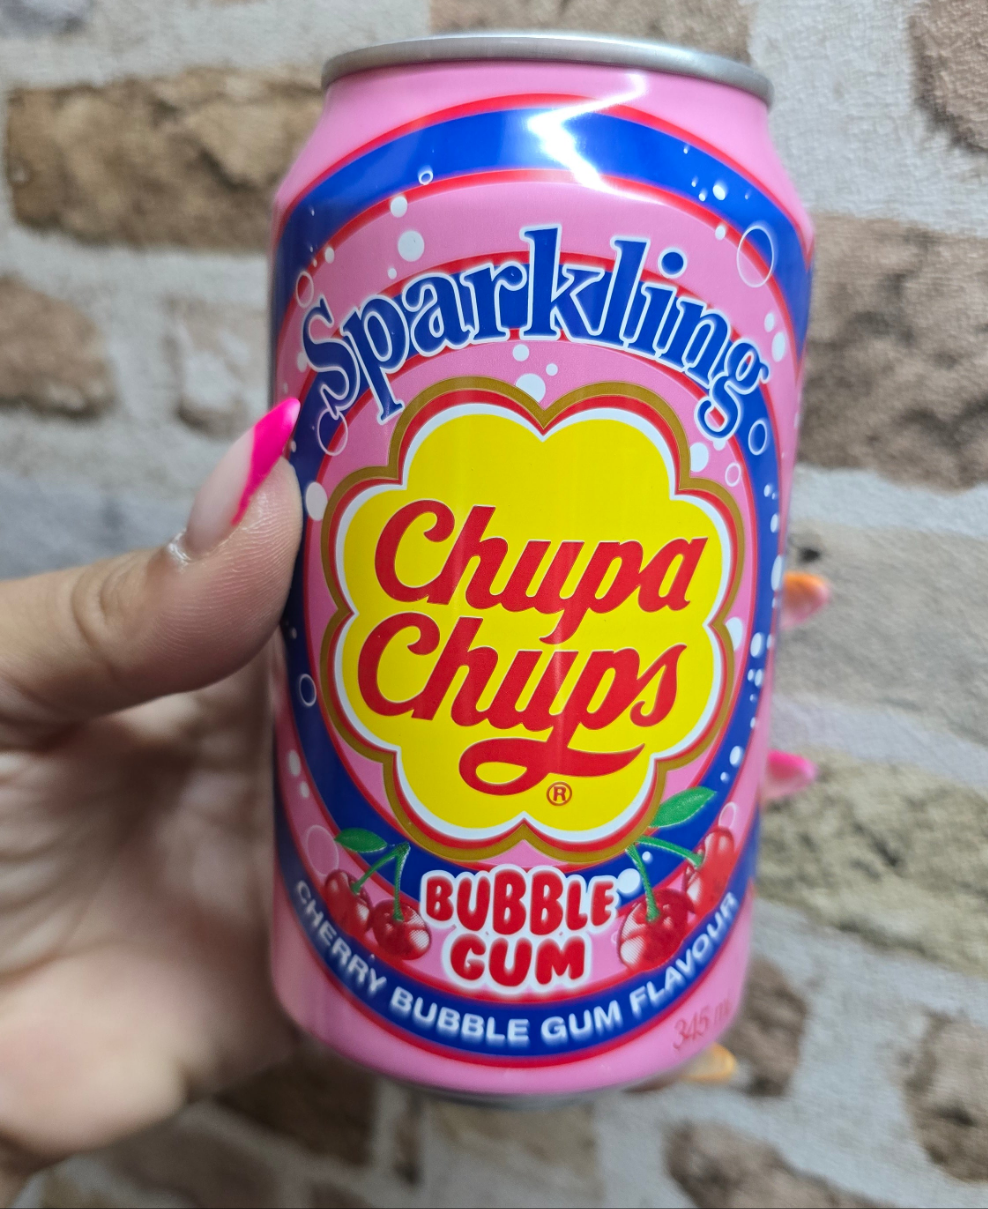 Sparkling
Chupa
Chups
®
BUBBLE
GUM
CHERRY BUBBLE GUM FLAVOUR
345 mL